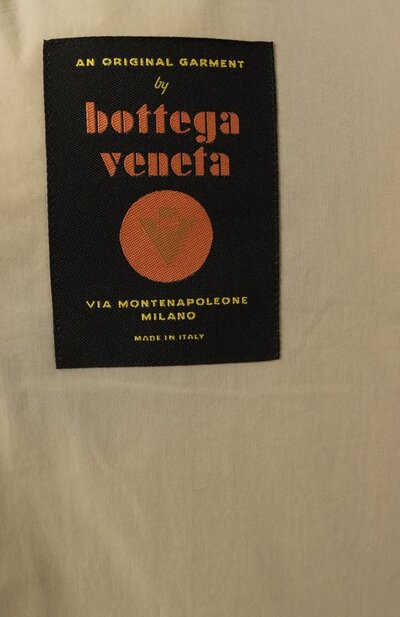 AN ORIGINAL GARMENT
by
bottega
veneta
VIA MONTENAPOLEONE
MILANO
MADE IN ITALY